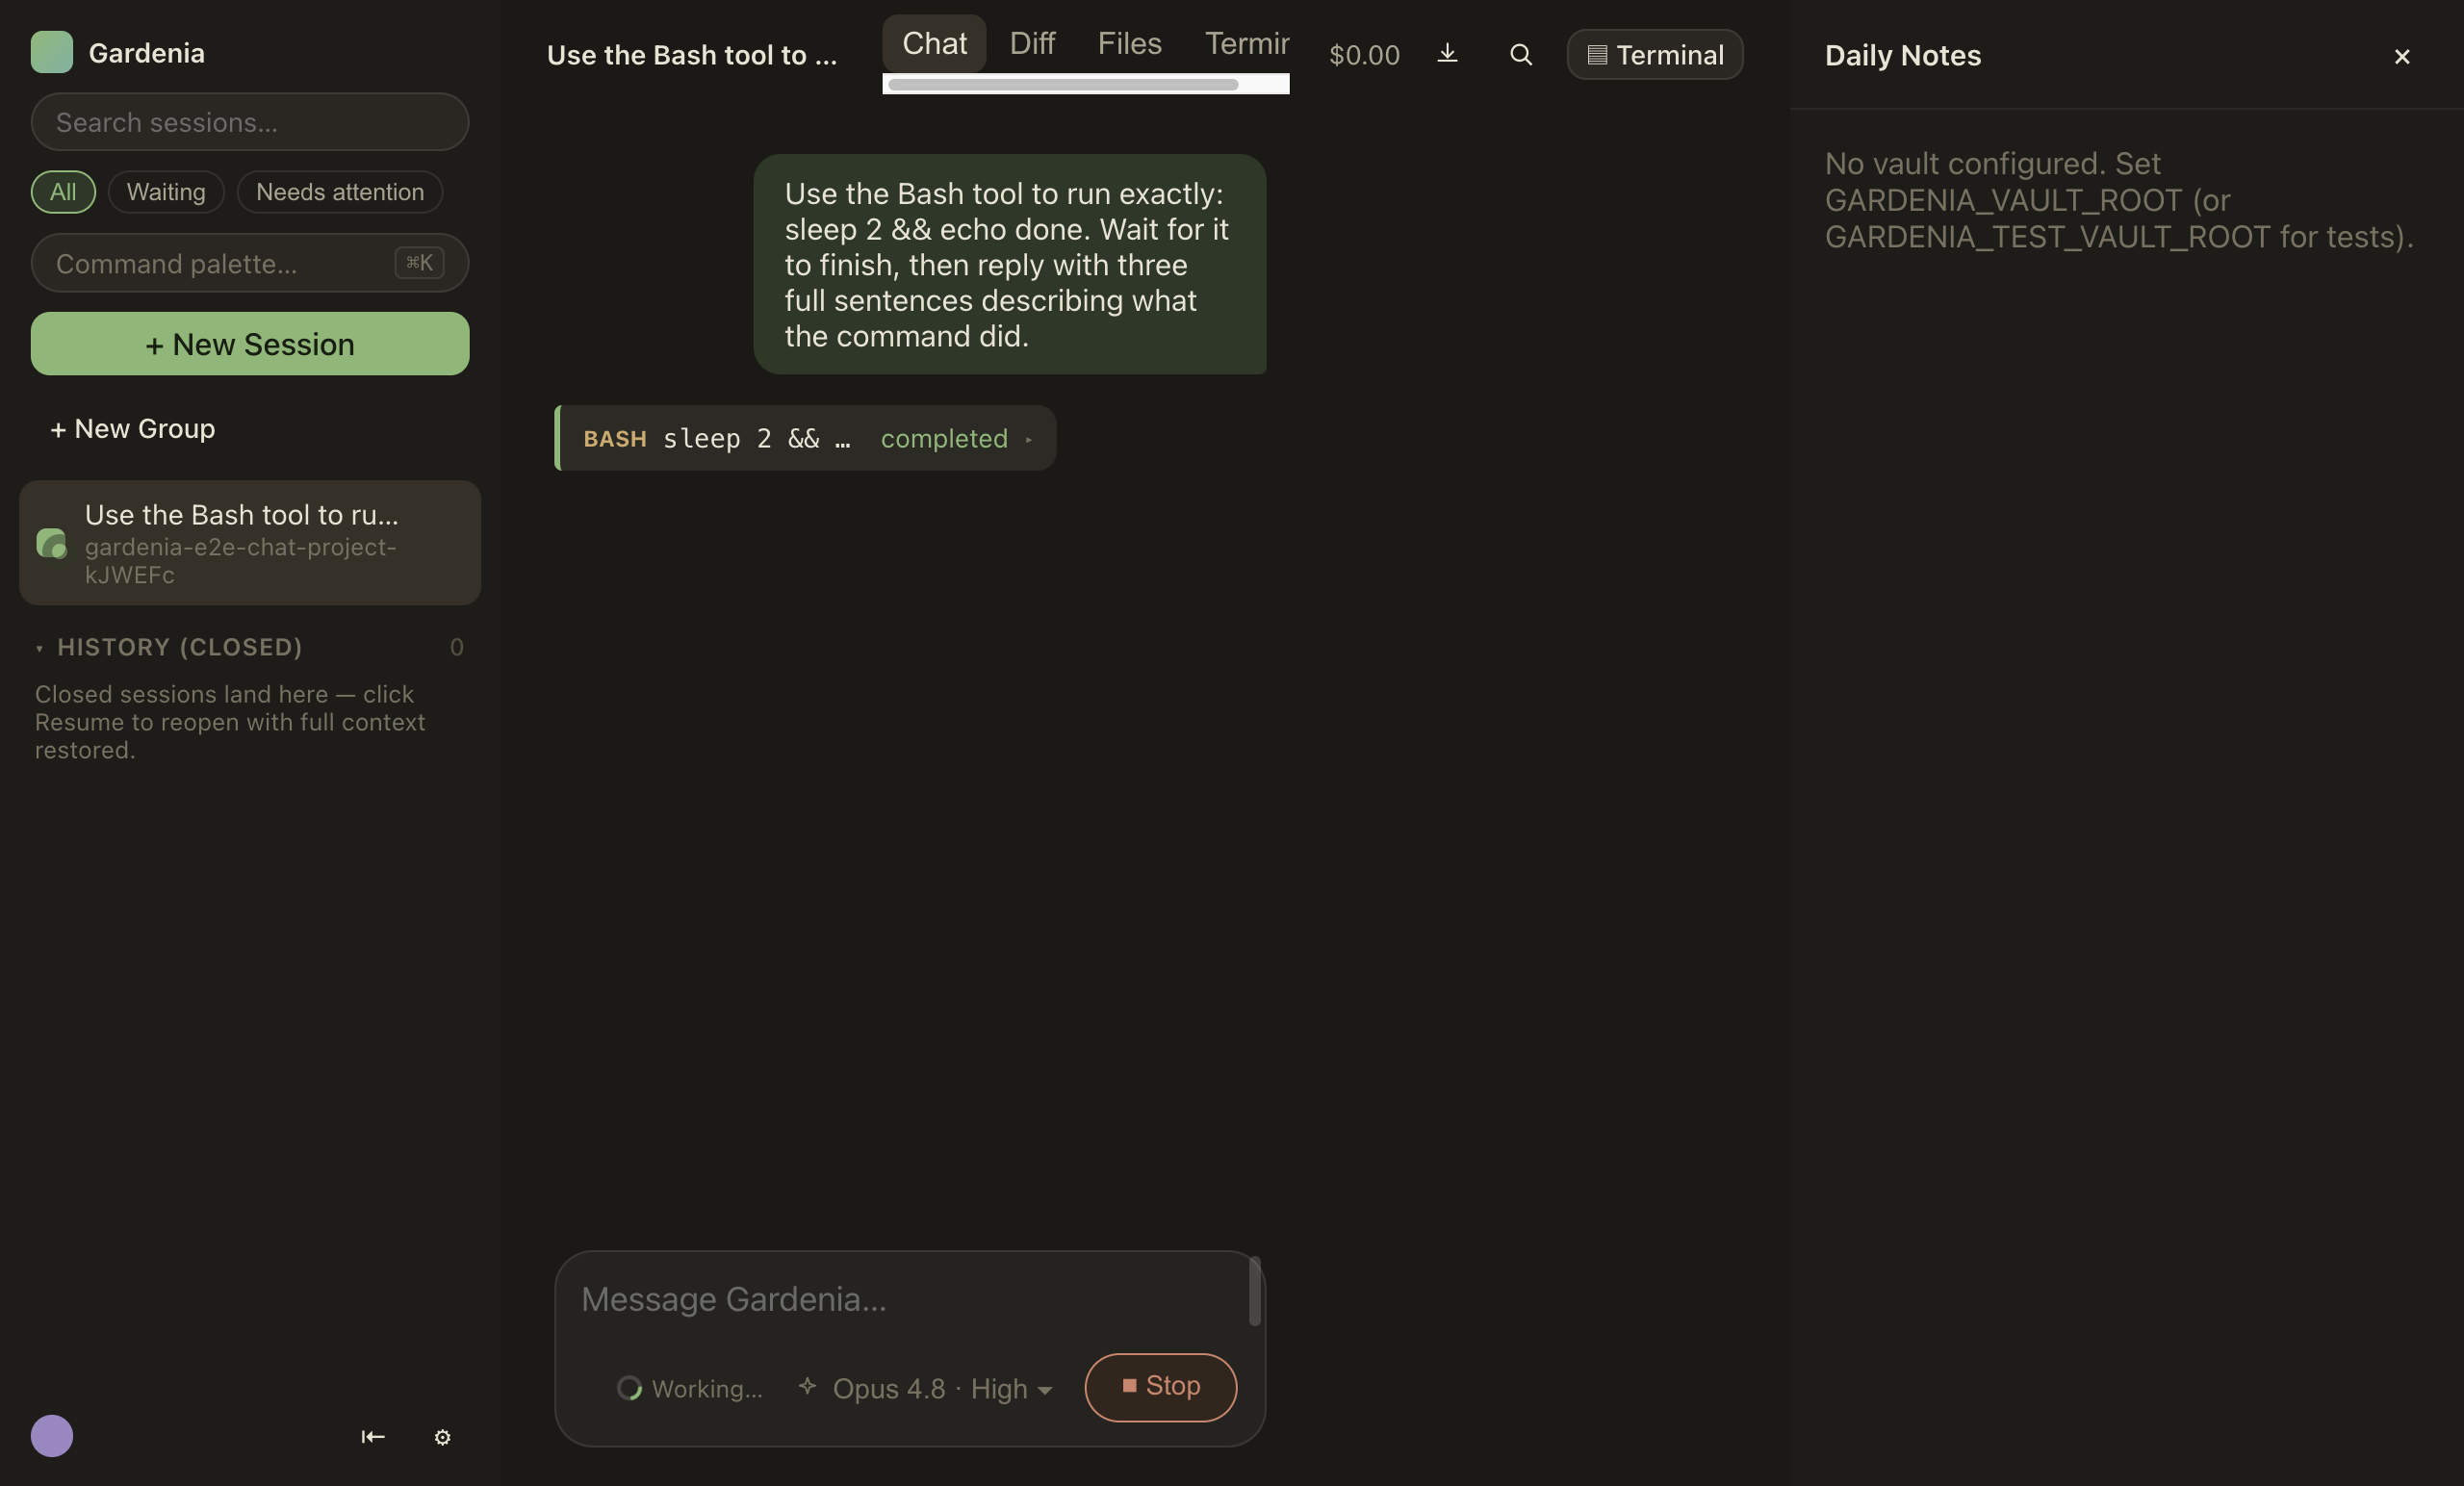 Gardenia
Search sessions...
All
Waiting
Needs attention
Command palette...
⌘K
+ New Session
+ New Group
Use the Bash tool to ru...
gardenia-e2e-chat-project-
kJWEFc
HISTORY (CLOSED)
0
Closed sessions land here — click
Resume to reopen with full context
restored.
Use the Bash tool to ...
Chat
Diff
Files
$0.00
Terminal
Use the Bash tool to run exactly:
sleep 2 && echo done. Wait for it
to finish, then reply with three
full sentences describing what
the command did.
BASH sleep 2 && … completed
Message Gardenia...
Working...
Opus 4.8 · High
Stop
Daily Notes
No vault configured. Set
GARDENIA_VAULT_ROOT (or
GARDENIA_TEST_VAULT_ROOT for tests).